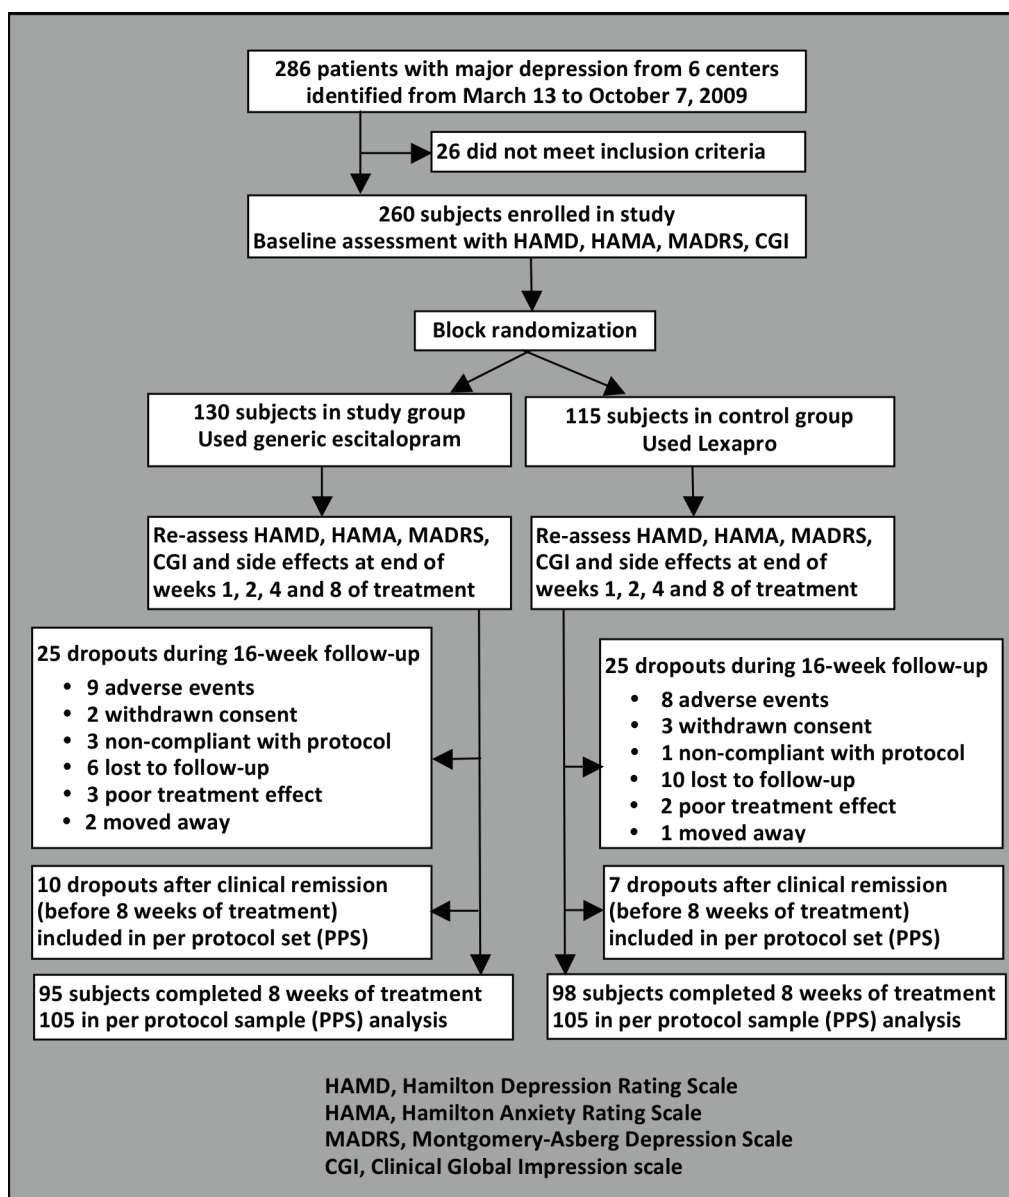 286 patients with major depression from 6 centers
identified from March 13 to October 7, 2009
26 did not meet inclusion criteria
260 subjects enrolled in study
Baseline assessment with HAMD, HAMA, MADRS, CGI
Block randomization
130 subjects in study group
Used generic escitalopram
115 subjects in control group
Used Lexapro
Re-assess HAMD, HAMA, MADRS,
CGI and side effects at end of
weeks 1, 2, 4 and 8 of treatment
Re-assess HAMD, HAMA, MADRS,
CGI and side effects at end of
weeks 1, 2, 4 and 8 of treatment
25 dropouts during 16-week follow-up
• 9 adverse events
• 2 withdrawn consent
• 3 non-compliant with protocol
• 6 lost to follow-up
• 3 poor treatment effect
• 2 moved away
25 dropouts during 16-week follow-up
• 8 adverse events
• 3 withdrawn consent
• 1 non-compliant with protocol
• 10 lost to follow-up
• 2 poor treatment effect
• 1 moved away
10 dropouts after clinical remission
(before 8 weeks of treatment)
included in per protocol set (PPS)
7 dropouts after clinical remission
(before 8 weeks of treatment)
included in per protocol set (PPS)
95 subjects completed 8 weeks of treatment
105 in per protocol sample (PPS) analysis
98 subjects completed 8 weeks of treatment
105 in per protocol sample (PPS) analysis
HAMD, Hamilton Depression Rating Scale
HAMA, Hamilton Anxiety Rating Scale
MADRS, Montgomery-Asberg Depression Scale
CGI, Clinical Global Impression scale